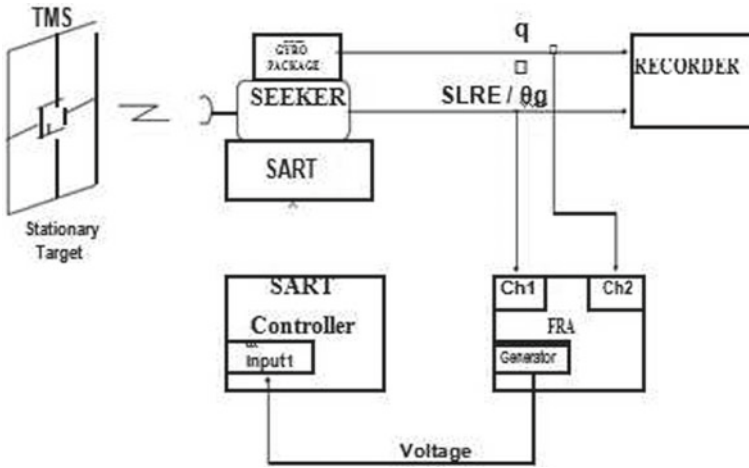 TMS
GYRO
PACKAGE
q
SEEKER
SLRE / θg
RECORDER
SART
Stationary
Target
SART
Controller
Input1
Ch1
Ch2
FRA
Generator
Voltage